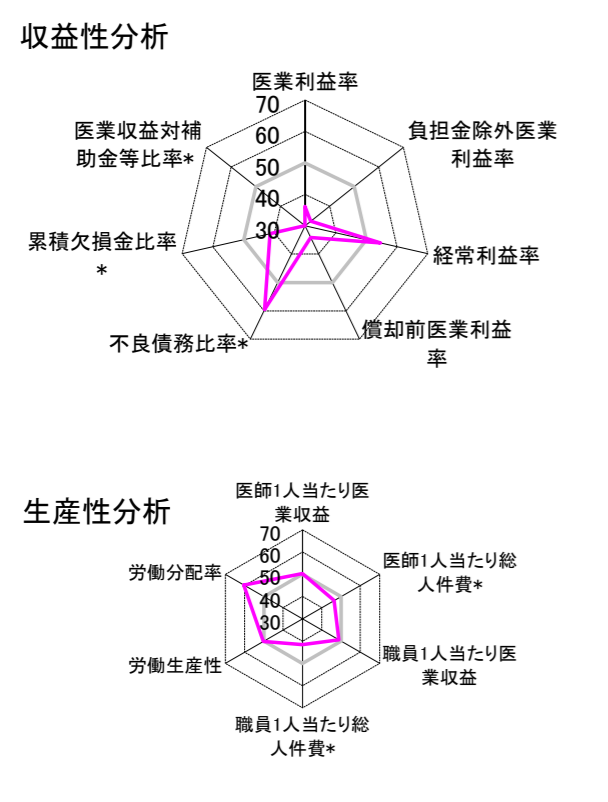 収益性分析
医業利益率
70
60
50
40
30
負担金除外医業
利益率
経常利益率
償却前医業利益
率
不良債務比率*
累積欠損金比率
*
医業収益対補
助金等比率*
生産性分析
医師1人当たり医
業収益
70
60
50
40
30
医師1人当たり総
人件費*
職員1人当たり医
業収益
職員1人当たり総
人件費*
労働生産性
労働分配率